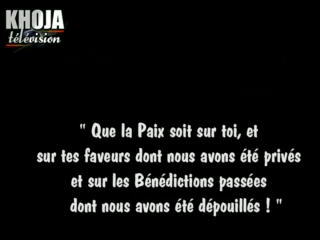 KHOJA
télévision
" Que la Paix soit sur toi, et
sur tes faveurs dont nous avons été privés
et sur les Bénédictions passées
dont nous avons été dépouillés ! "